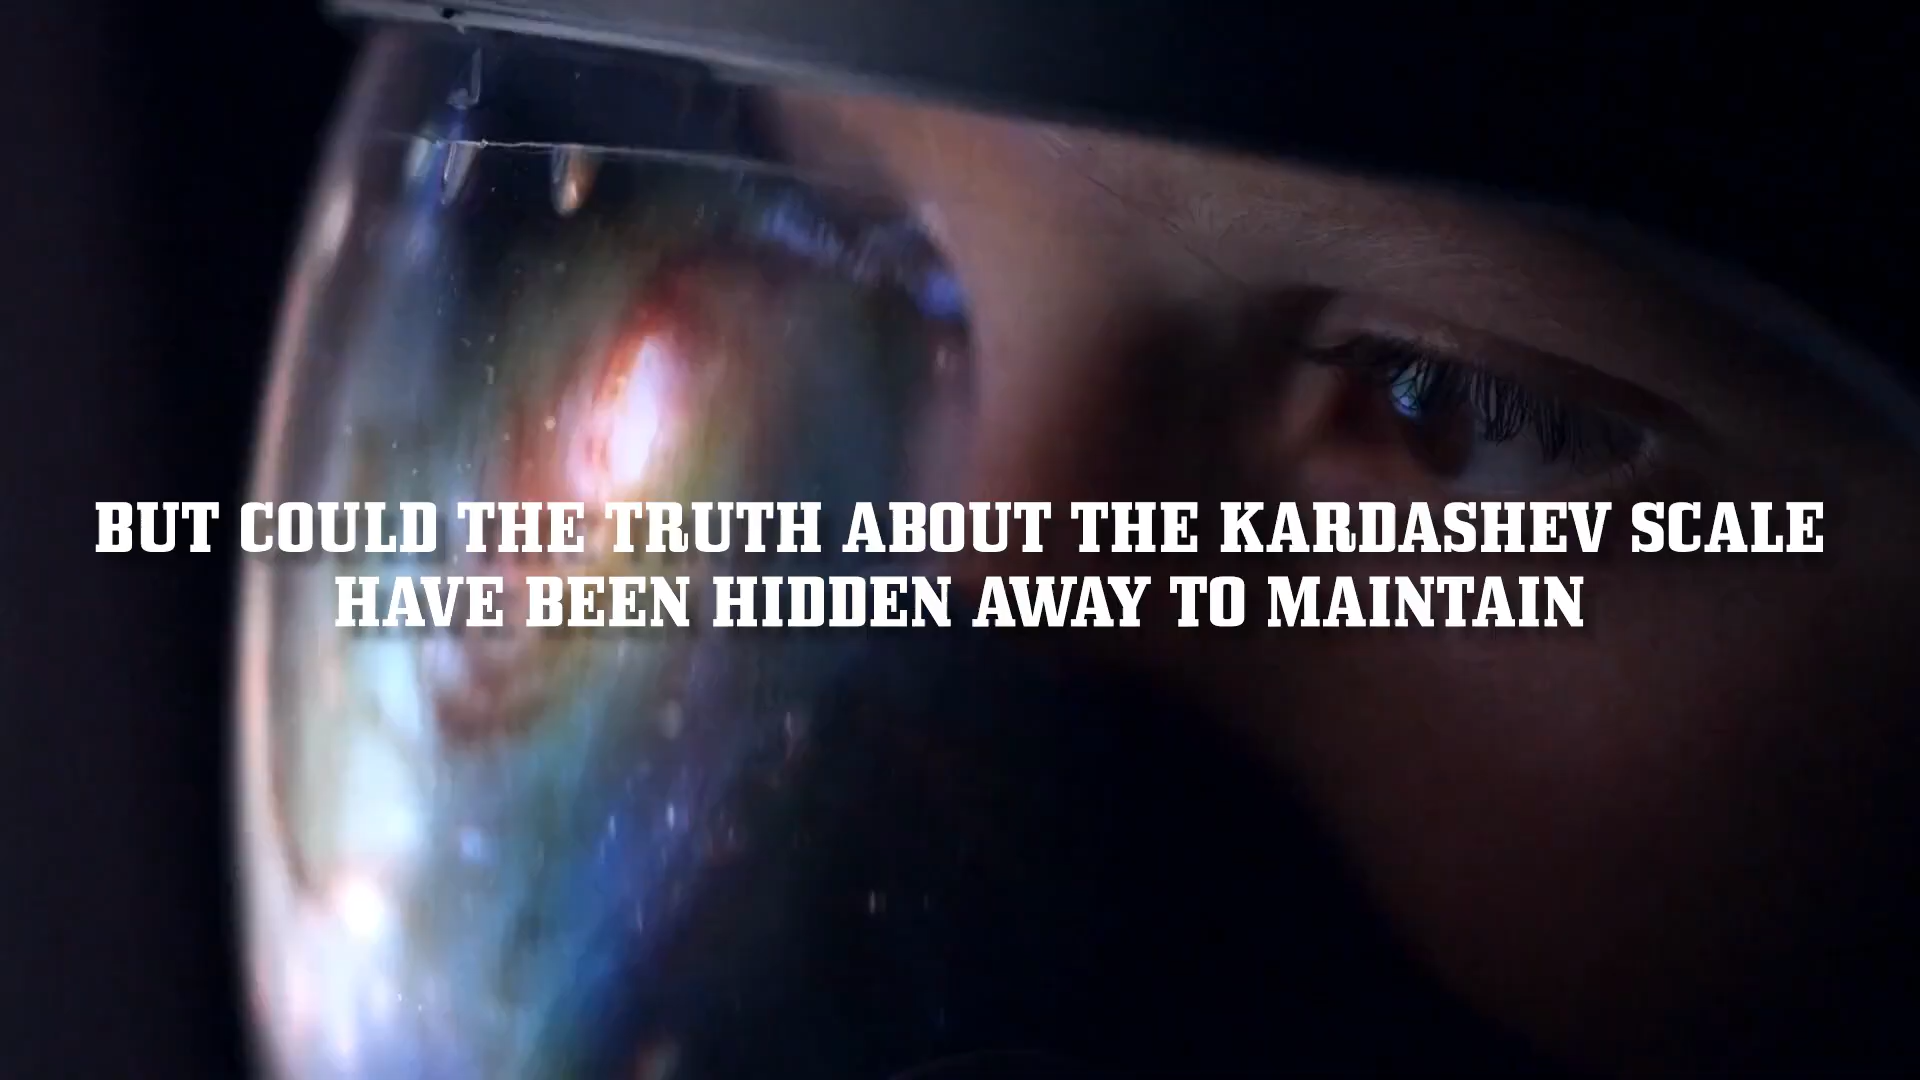 BUT COULD THE TRUTH ABOUT THE KARDASHEV SCALE
HAVE BEEN HIDDEN AWAY TO MAINTAIN